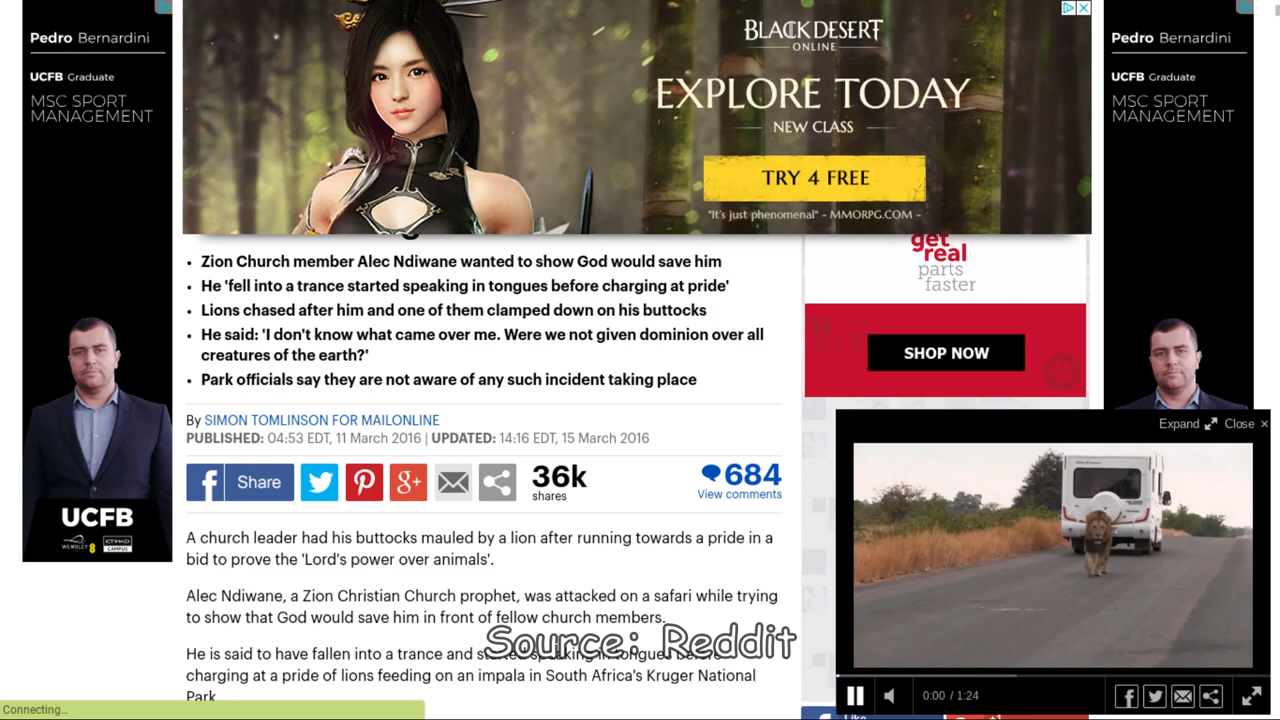 Pedro Bernardini
UCFB Graduate
MSC SPORT
MANAGEMENT
UCFB
WEMBLEY
ETIHAD
CAMPUS
BLACK DESERT
ONLINE
EXPLORE TODAY
NEW CLASS
TRY 4 FREE
"It's just phenomenal" - MMORPG.COM -
Pedro Bernardini
UCFB Graduate
MSC SPORT
MANAGEMENT
• Zion Church member Alec Ndiwane wanted to show God would save him
• He 'fell into a trance started speaking in tongues before charging at pride'
• Lions chased after him and one of them clamped down on his buttocks
• He said: 'I don't know what came over me. Were we not given dominion over all
creatures of the earth?'
• Park officials say they are not aware of any such incident taking place
By SIMON TOMLINSON FOR MAILONLINE
PUBLISHED: 04:53 EDT, 11 March 2016 | UPDATED: 14:16 EDT, 15 March 2016
f Share
g+
36k
shares
684
View comments
A church leader had his buttocks mauled by a lion after running towards a pride in a
bid to prove the 'Lord's power over animals'.
Alec Ndiwane, a Zion Christian Church prophet, was attacked on a safari while trying
to show that God would save him in front of fellow church members.
Source: Reddit
He is said to have fallen into a trance and started speaking in tongues before
charging at a pride of lions feeding on an impala in South Africa's Kruger National
Park
get
real
parts
faster
SHOP NOW
Expand Close ×
0:00 / 1:24
Like
+1
Connecting...